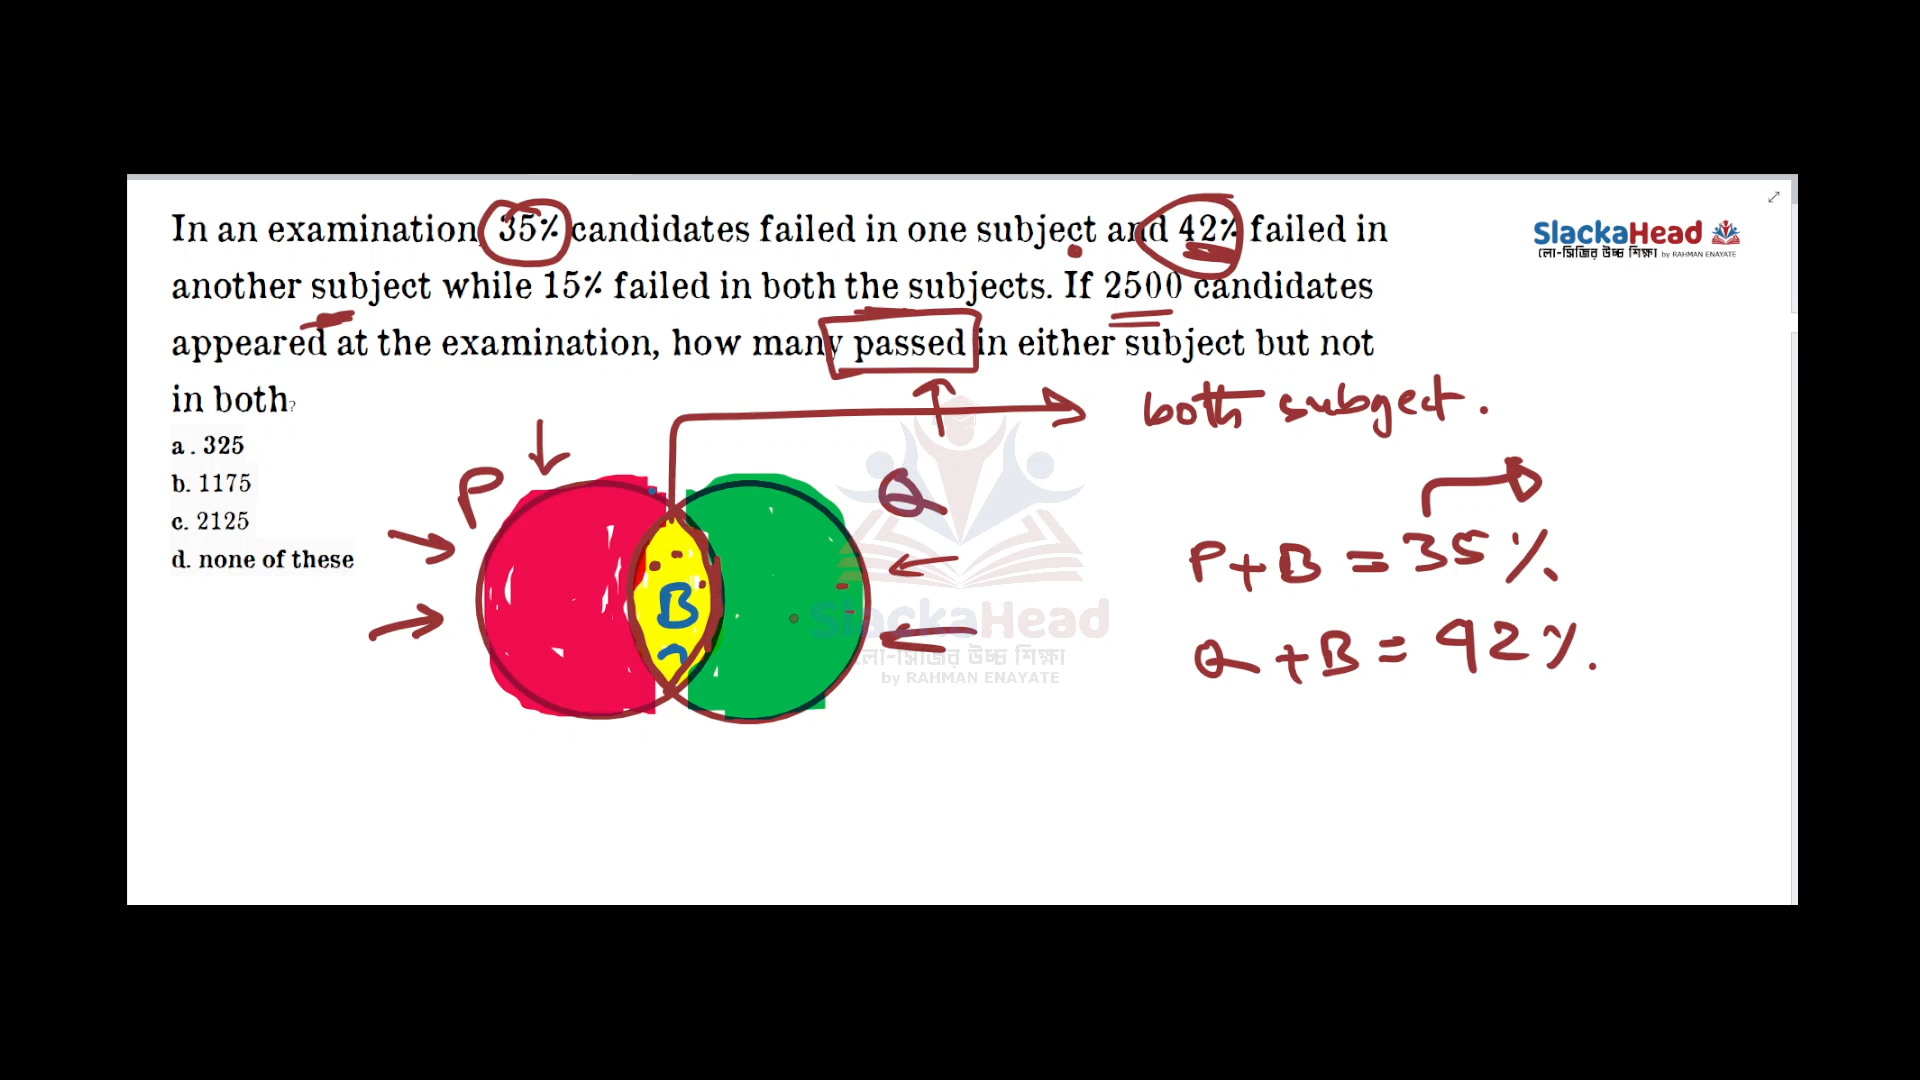 In an examination, 35% candidates failed in one subject and 42% failed in
another subject while 15% failed in both the subjects. If 2500 candidates
appeared at the examination, how many passed in either subject but not
in both?
a . 325
b. 1175
c. 2125
d. none of these
SlackaHead
লো-সিজির উচ্চ শিক্ষা by RAHMAN ENAYATE
both subject.
P
Q
B
P+B = 35%
Q+B = 42%.
SlackaHead
লো-সিজির উচ্চ শিক্ষা
by RAHMAN ENAYATE